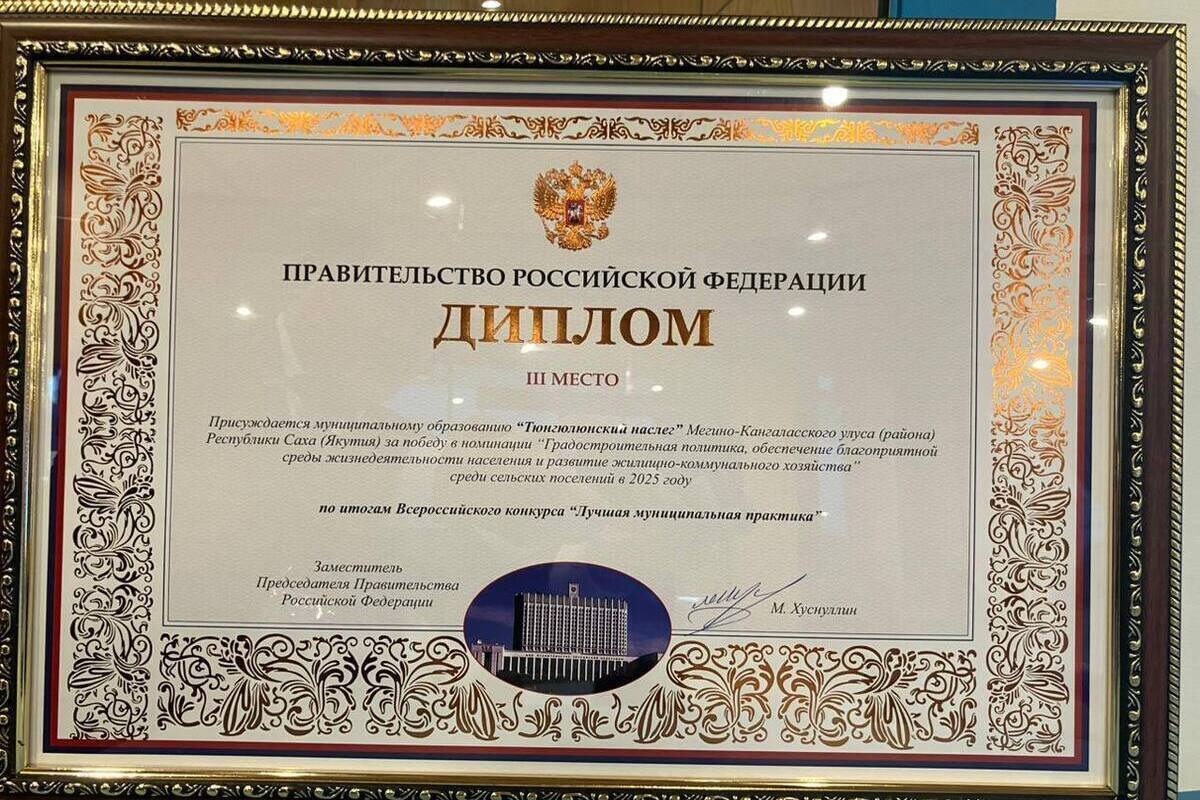 ПРАВИТЕЛЬСТВО РОССИЙСКОЙ ФЕДЕРАЦИИ
ДИПЛОМ
III МЕСТО
Присуждается муниципальному образованию “Тюнгюлюнский наслег” Мегино-Кангаласского улуса (района)
Республики Саха (Якутия) за победу в номинации “Градостроительная политика, обеспечение благоприятной
среды жизнедеятельности населения и развитие жилищно-коммунального хозяйства”
среди сельских поселений в 2025 году
по итогам Всероссийского конкурса “Лучшая муниципальная практика”
Заместитель
Председателя Правительства
Российской Федерации
М. Хуснуллин